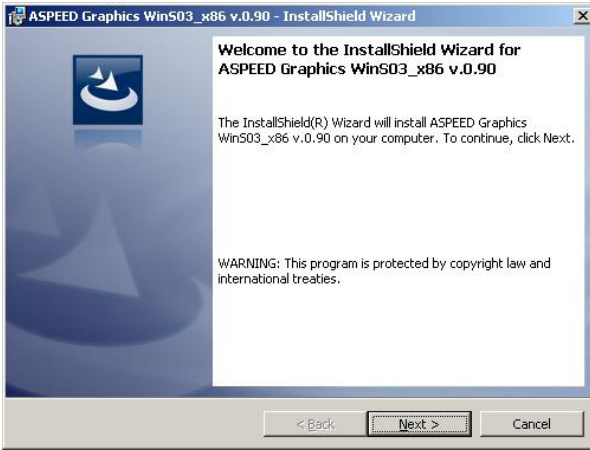 ASPEED Graphics WinS03_x86 v.0.90 - InstallShield Wizard
Welcome to the InstallShield Wizard for
ASPEED Graphics WinS03_x86 v.0.90
The InstallShield(R) Wizard will install ASPEED Graphics
WinS03_x86 v.0.90 on your computer. To continue, click Next.
WARNING: This program is protected by copyright law and
international treaties.
< Back
Next >
Cancel